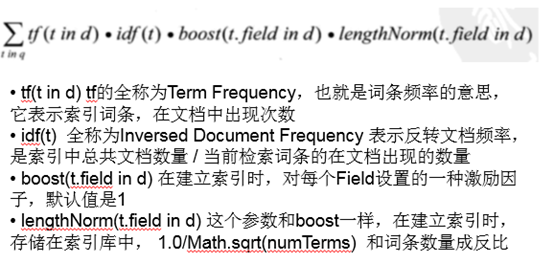 ∑ tf (t in d) • idf (t) • boost(t.field in d) • lengthNorm(t.field in d)
t in q
• tf(t in d) tf的全称为Term Frequency，也就是词条频率的意思，
它表示索引词条，在文档中出现次数
• idf(t) 全称为Inversed Document Frequency 表示反转文档频率，
是索引中总共文档数量 / 当前检索词条的在文档出现的数量
• boost(t.field in d) 在建立索引时，对每个Field设置的一种激励因
子，默认值是1
• lengthNorm(t.field in d) 这个参数和boost一样，在建立索引时，
存储在索引库中， 1.0/Math.sqrt(numTerms) 和词条数量成反比